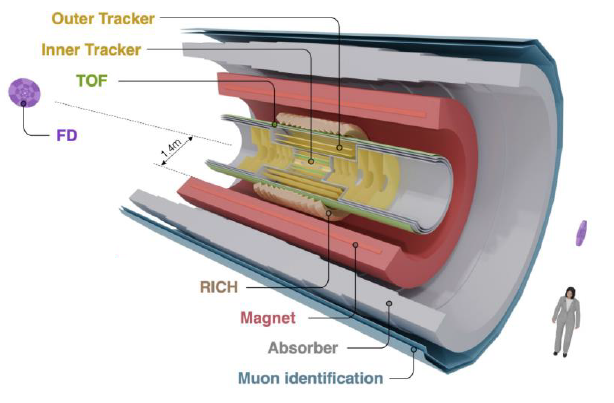 Outer Tracker
Inner Tracker
TOF
FD
1.4m
RICH
Magnet
Absorber
Muon identification